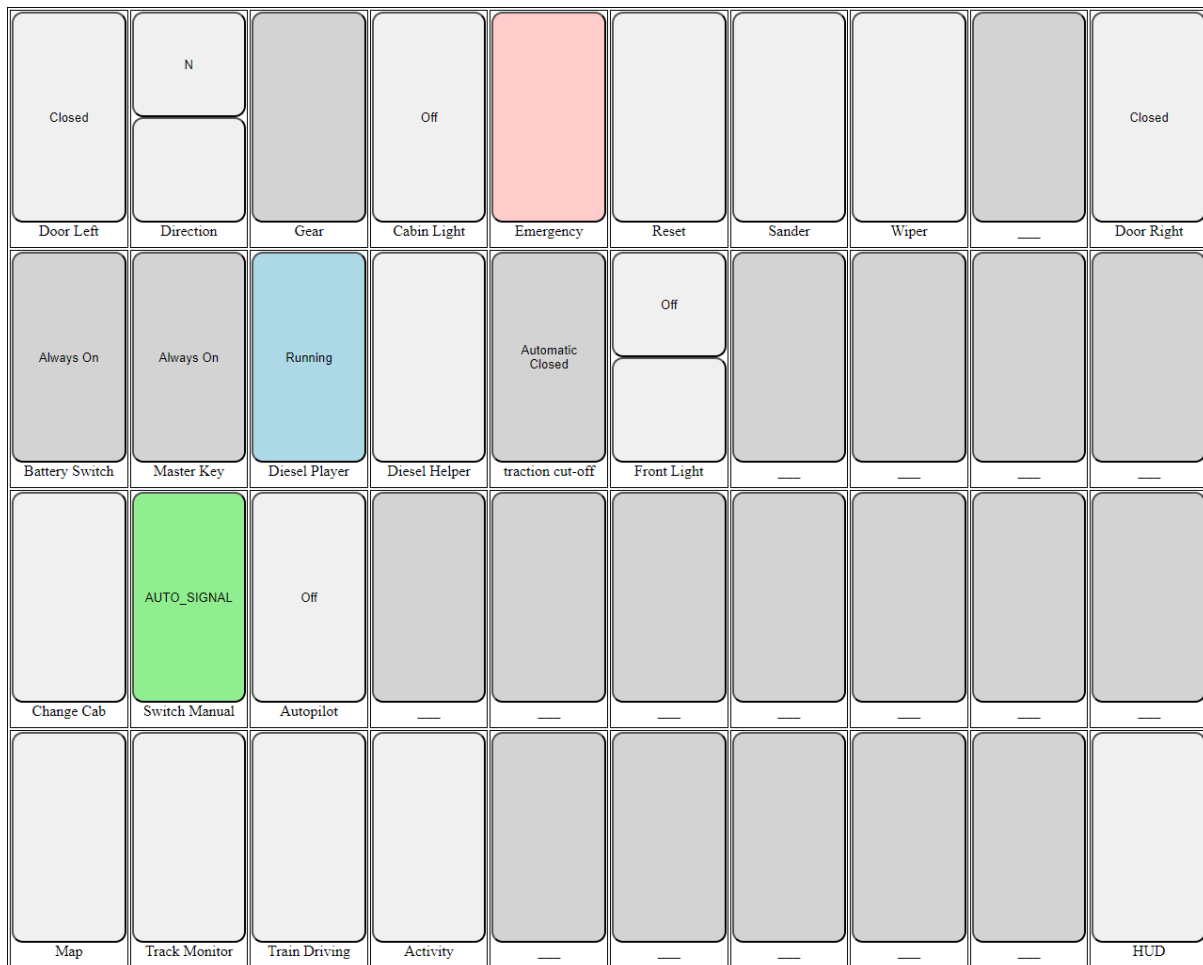 N
Closed
Off
Closed
Door Left
Direction
Gear
Cabin Light
Emergency
Reset
Sander
Wiper
___
Door Right
Off
Always On
Always On
Running
Automatic
Closed
Battery Switch
Master Key
Diesel Player
Diesel Helper
traction cut-off
Front Light
___
___
___
___
AUTO_SIGNAL
Off
Change Cab
Switch Manual
Autopilot
___
___
___
___
___
___
___
Map
Track Monitor
Train Driving
Activity
___
___
___
___
___
HUD